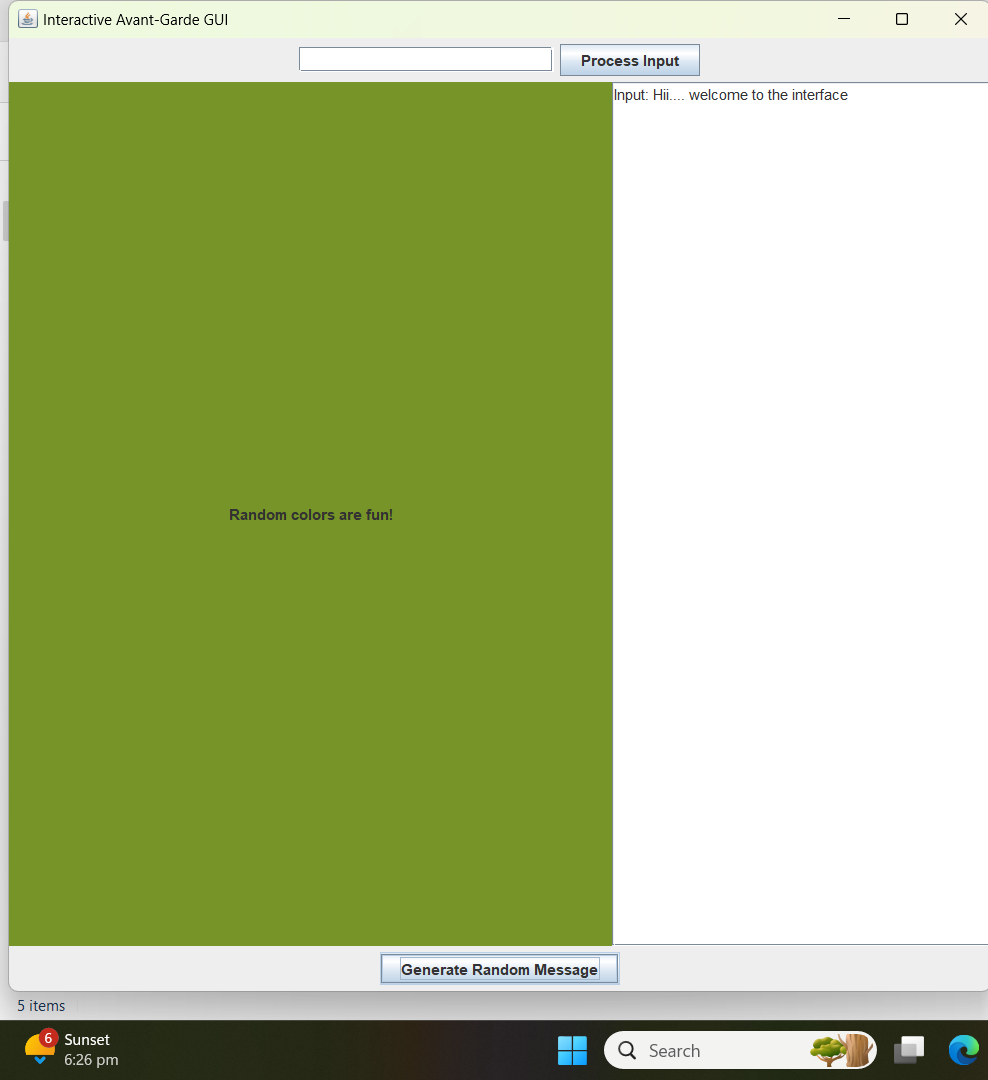 Interactive Avant-Garde GUI
Process Input
Input: Hii.... welcome to the interface
Random colors are fun!
Generate Random Message
5 items
6
Sunset
6:26 pm
Search